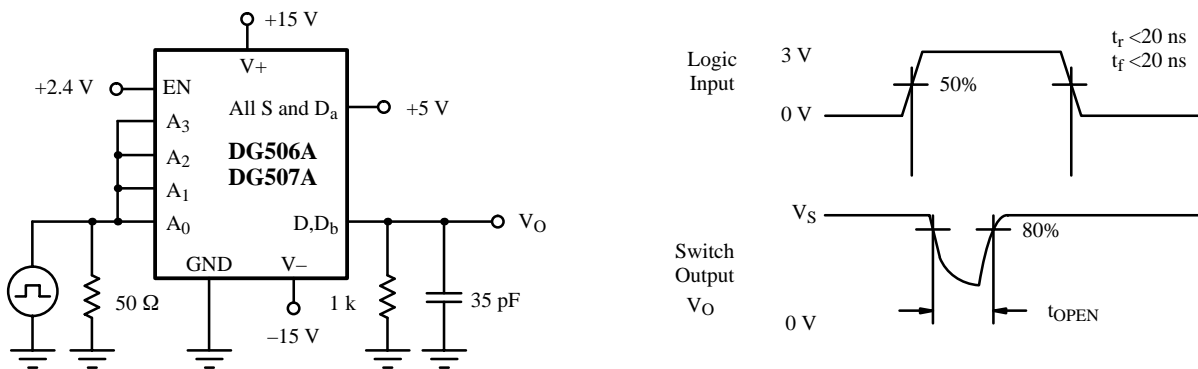 +15 V
V+
+2.4 V
EN
All S and Da
+5 V
A3
DG506A
A2
DG507A
A1
A0
D,Db
VO
GND
V–
50 Ω
1 k
35 pF
–15 V
Logic
Input
3 V
tr <20 ns
tf <20 ns
50%
0 V
VS
80%
Switch
Output
VO
0 V
tOPEN